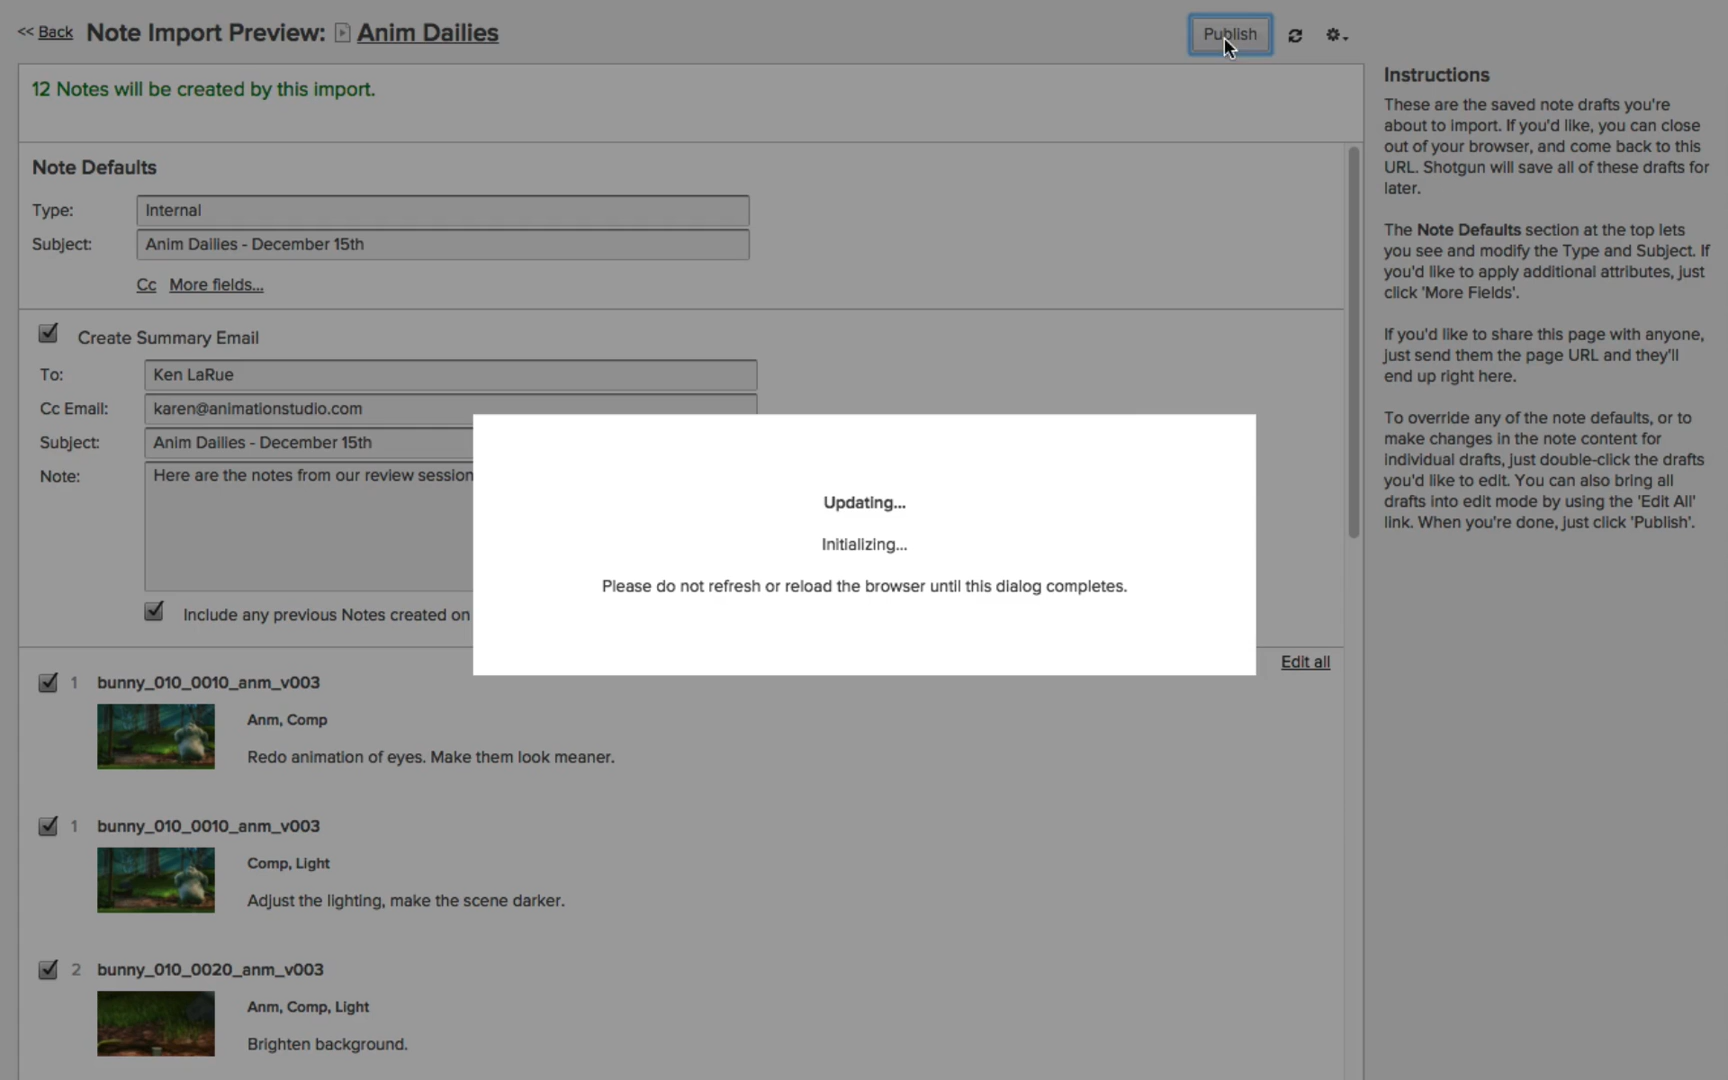 << Back Note Import Preview: Anim Dailies
Publish
12 Notes will be created by this import.
Note Defaults
Type: Internal
Subject: Anim Dailies - December 15th
Cc More fields...
Create Summary Email
To: Ken LaRue
Cc Email: karen@animationstudio.com
Subject: Anim Dailies - December 15th
Note: Here are the notes from our review session
Include any previous Notes created on
Updating...
Initializing...
Please do not refresh or reload the browser until this dialog completes.
Edit all
1 bunny_010_0010_anm_v003
Anm, Comp
Redo animation of eyes. Make them look meaner.
1 bunny_010_0010_anm_v003
Comp, Light
Adjust the lighting, make the scene darker.
2 bunny_010_0020_anm_v003
Anm, Comp, Light
Brighten background.
Instructions
These are the saved note drafts you're
about to import. If you'd like, you can close
out of your browser, and come back to this
URL. Shotgun will save all of these drafts for
later.
The Note Defaults section at the top lets
you see and modify the Type and Subject. If
you'd like to apply additional attributes, just
click 'More Fields'.
If you'd like to share this page with anyone,
just send them the page URL and they'll
end up right here.
To override any of the note defaults, or to
make changes in the note content for
individual drafts, just double-click the drafts
you'd like to edit. You can also bring all
drafts into edit mode by using the 'Edit All'
link. When you're done, just click 'Publish'.